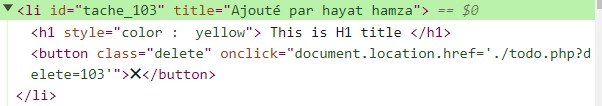 ▼<li id="tache_103" title="Ajouté par hayat hamza"> == $0
<h1 style="color :  yellow"> This is H1 title </h1>
<button class="delete" onclick="document.location.href='./todo.php?d
elete=103'">❌</button>
</li>